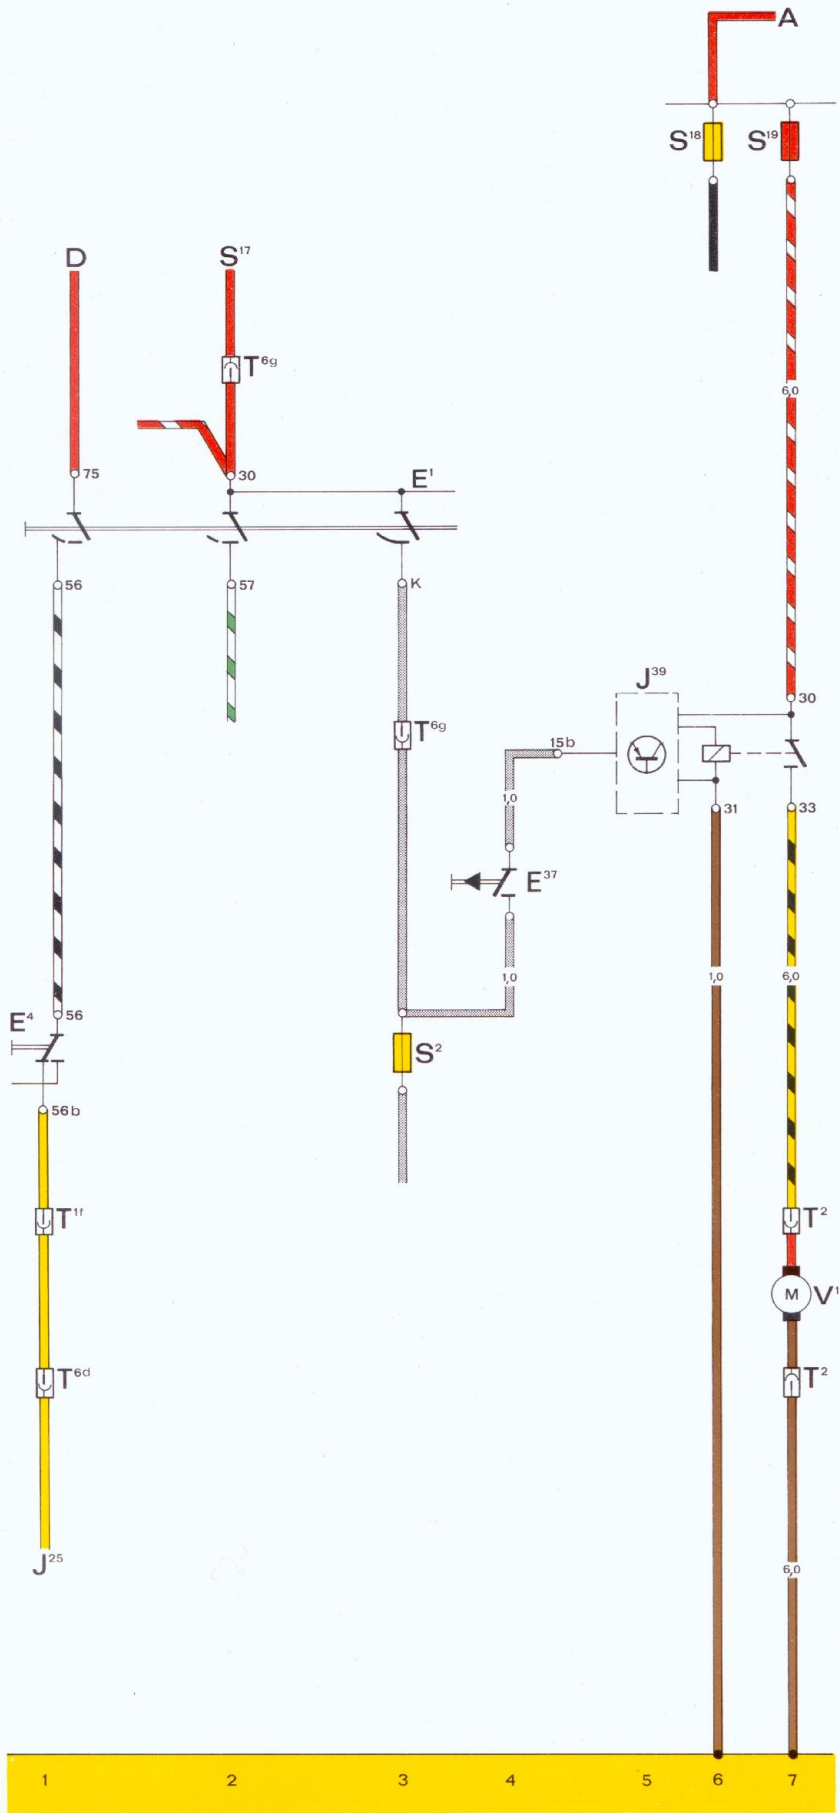 A
S18 S19
D S17
T6g
6,0
75 30 E1
56 57 K
J39
30
T6g
15b
1,0
31 33
E37
1,0 1,0 6,0
E4 56
S2
56b
T1f T2
M V1
T6d T2
J25
6,0
1 2 3 4 5 6 7